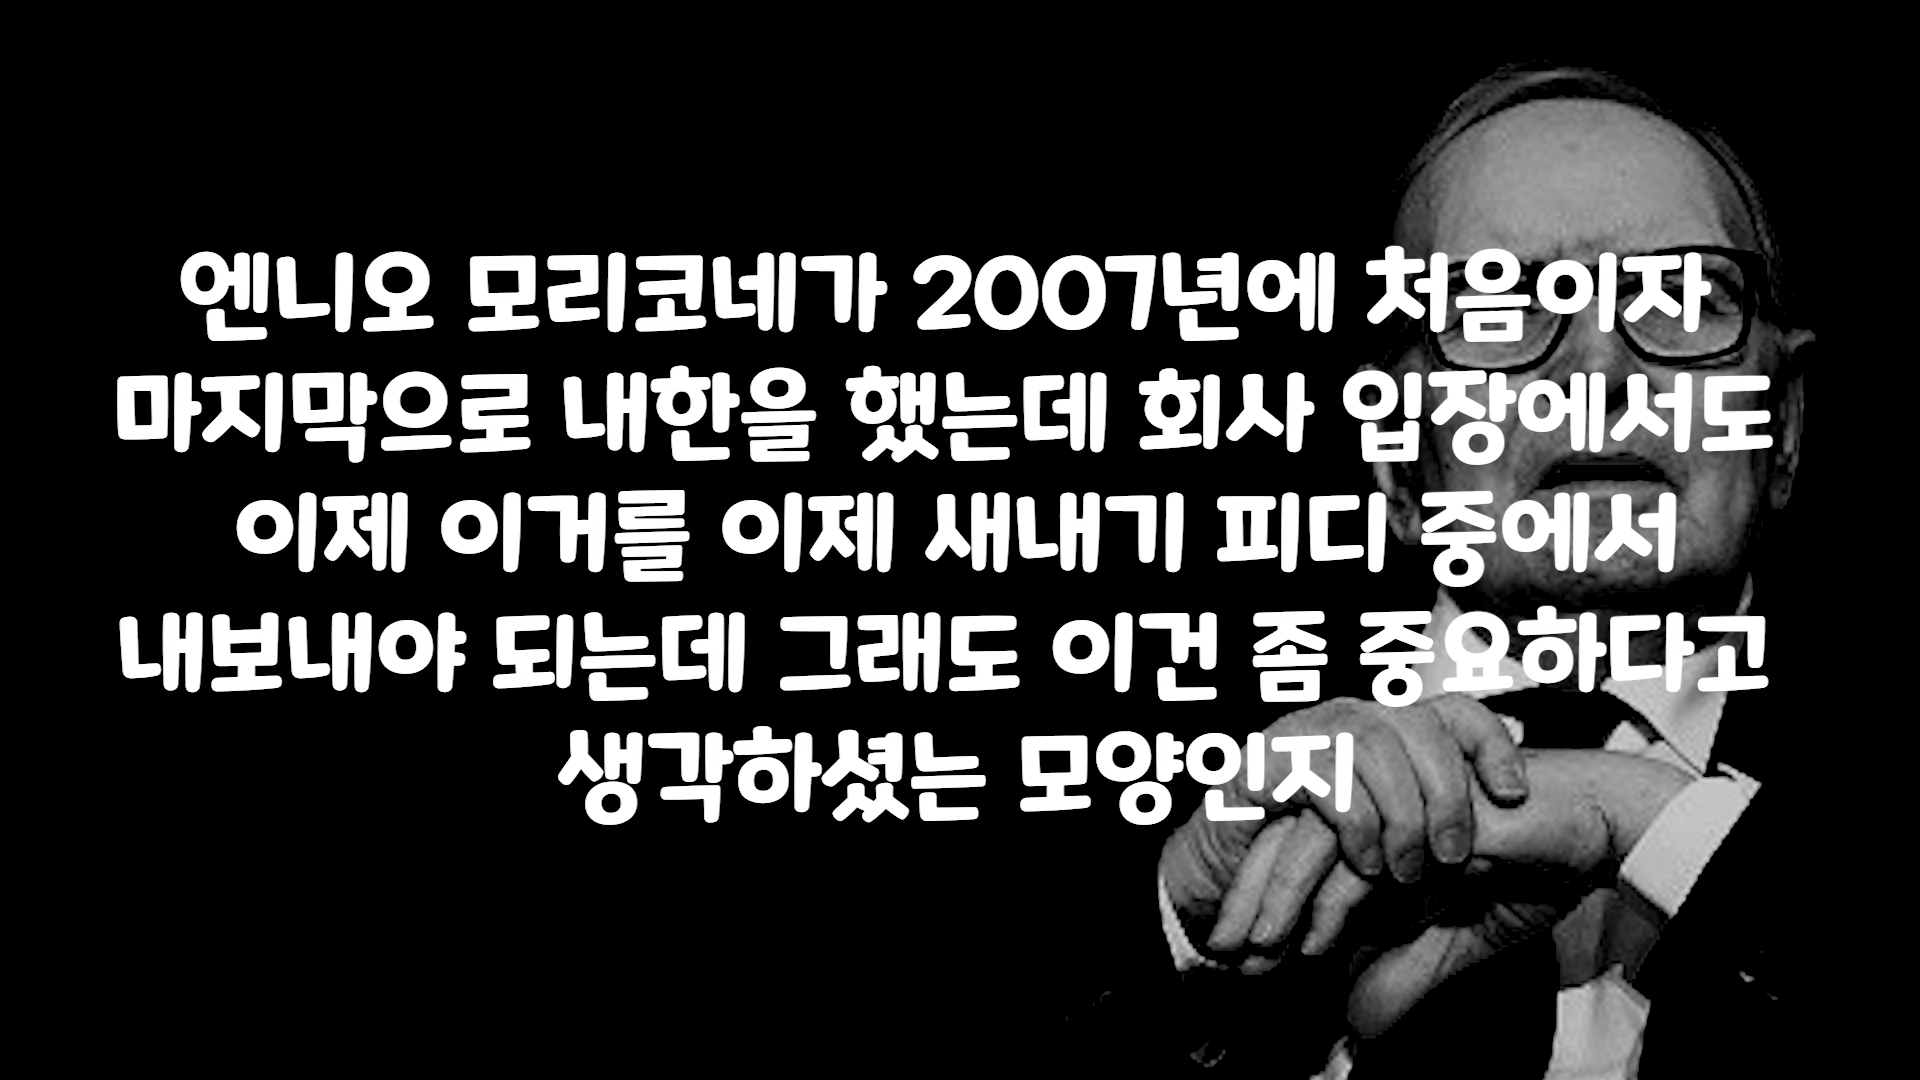 엔니오 모리코네가 2007년에 처음이자
마지막으로 내한을 했는데 회사 입장에서도
이제 이거를 이제 새내기 피디 중에서
내보내야 되는데 그래도 이건 좀 중요하다고
생각하셨는 모양인지